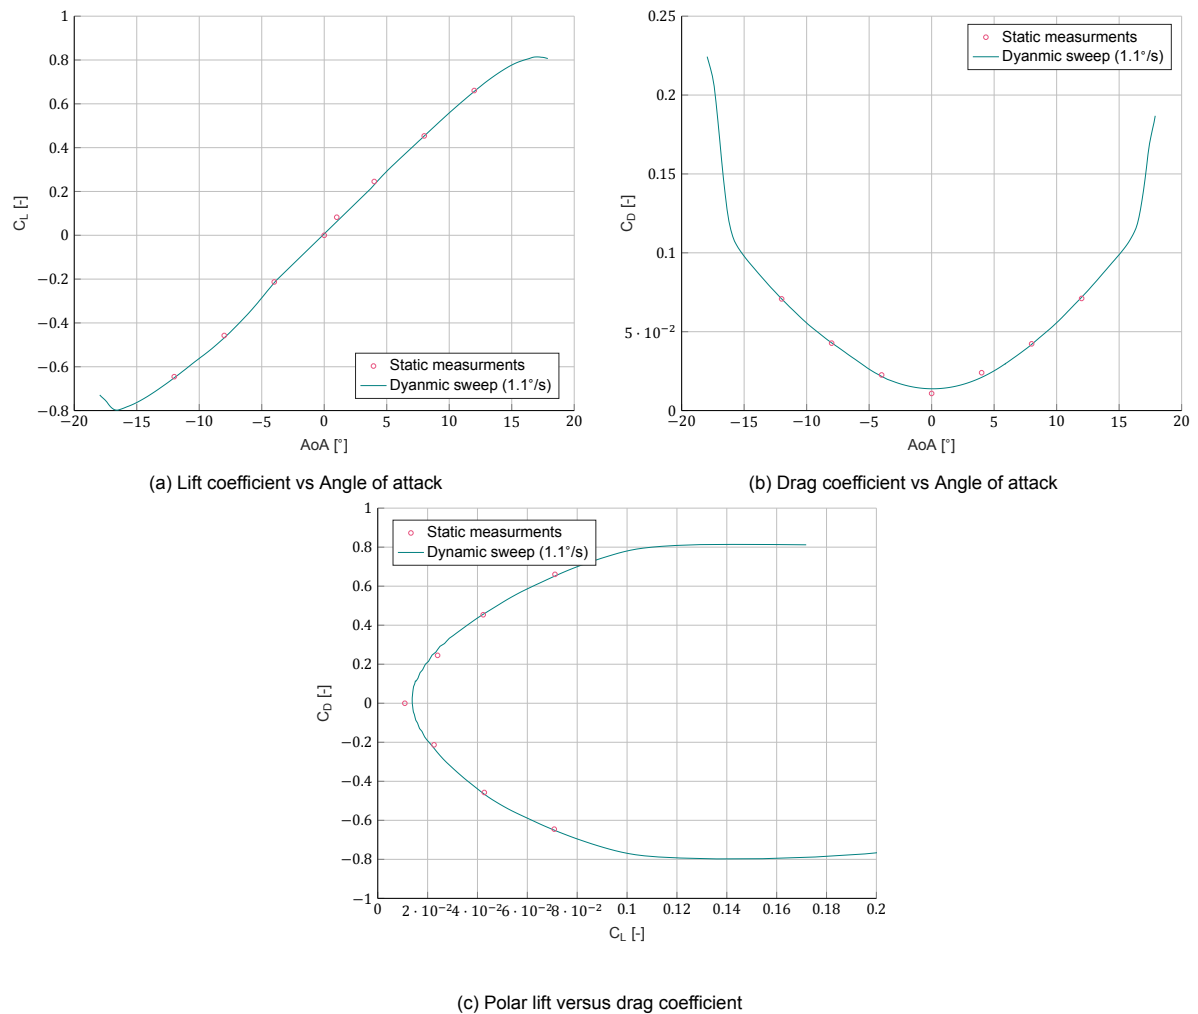 1
0.8
0.6
0.4
0.2
0
−0.2
−0.4
−0.6
−0.8
−20
−15
−10
−5
0
5
10
15
20
C_L [-]
AoA [°]
Static measurments
Dyanmic sweep (1.1°/s)
(a) Lift coefficient vs Angle of attack
0.25
0.2
0.15
0.1
5 · 10⁻²
0
−20
−15
−10
−5
0
5
10
15
20
C_D [-]
AoA [°]
Static measurments
Dyanmic sweep (1.1°/s)
(b) Drag coefficient vs Angle of attack
1
0.8
0.6
0.4
0.2
0
−0.2
−0.4
−0.6
−0.8
−1
0
2 · 10⁻²
4 · 10⁻²
6 · 10⁻²
8 · 10⁻²
0.1
0.12
0.14
0.16
0.18
0.2
C_D [-]
C_L [-]
Static measurments
Dynamic sweep (1.1°/s)
(c) Polar lift versus drag coefficient